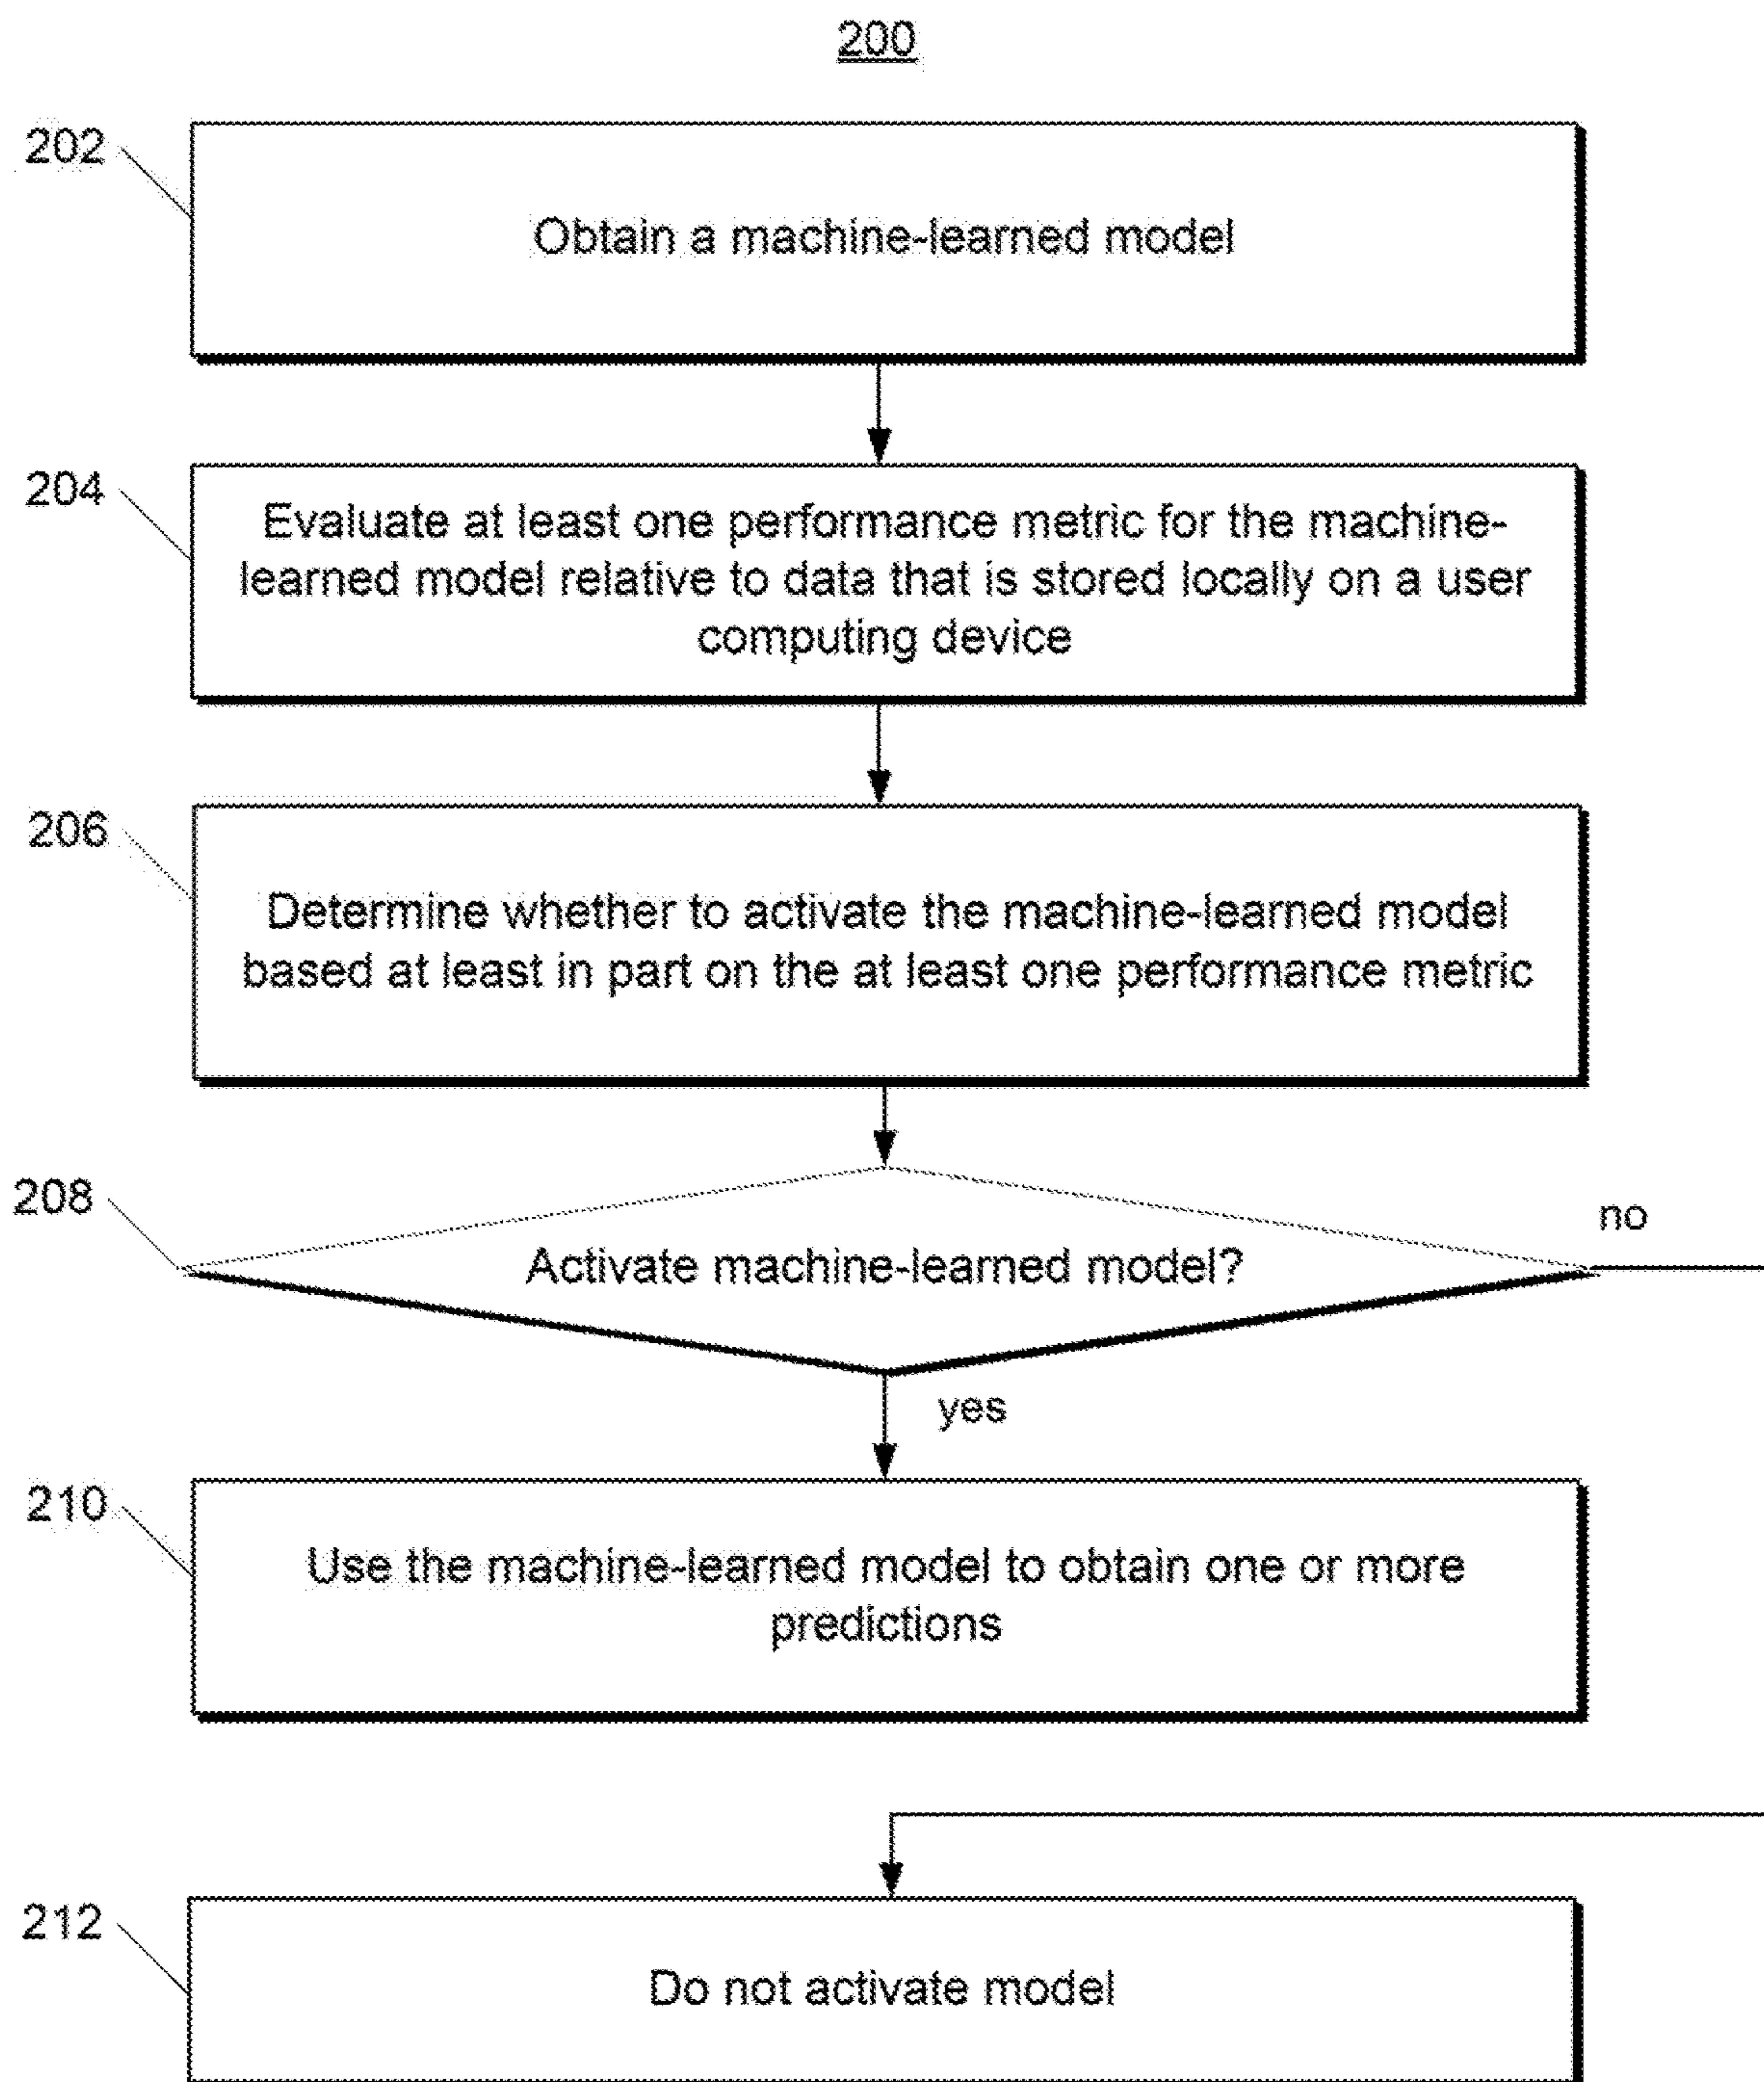 200
202
Obtain a machine-learned model
204
Evaluate at least one performance metric for the machine-
learned model relative to data that is stored locally on a user
computing device
206
Determine whether to activate the machine-learned model
based at least in part on the at least one performance metric
208
Activate machine-learned model?
no
yes
210
Use the machine-learned model to obtain one or more
predictions
212
Do not activate model